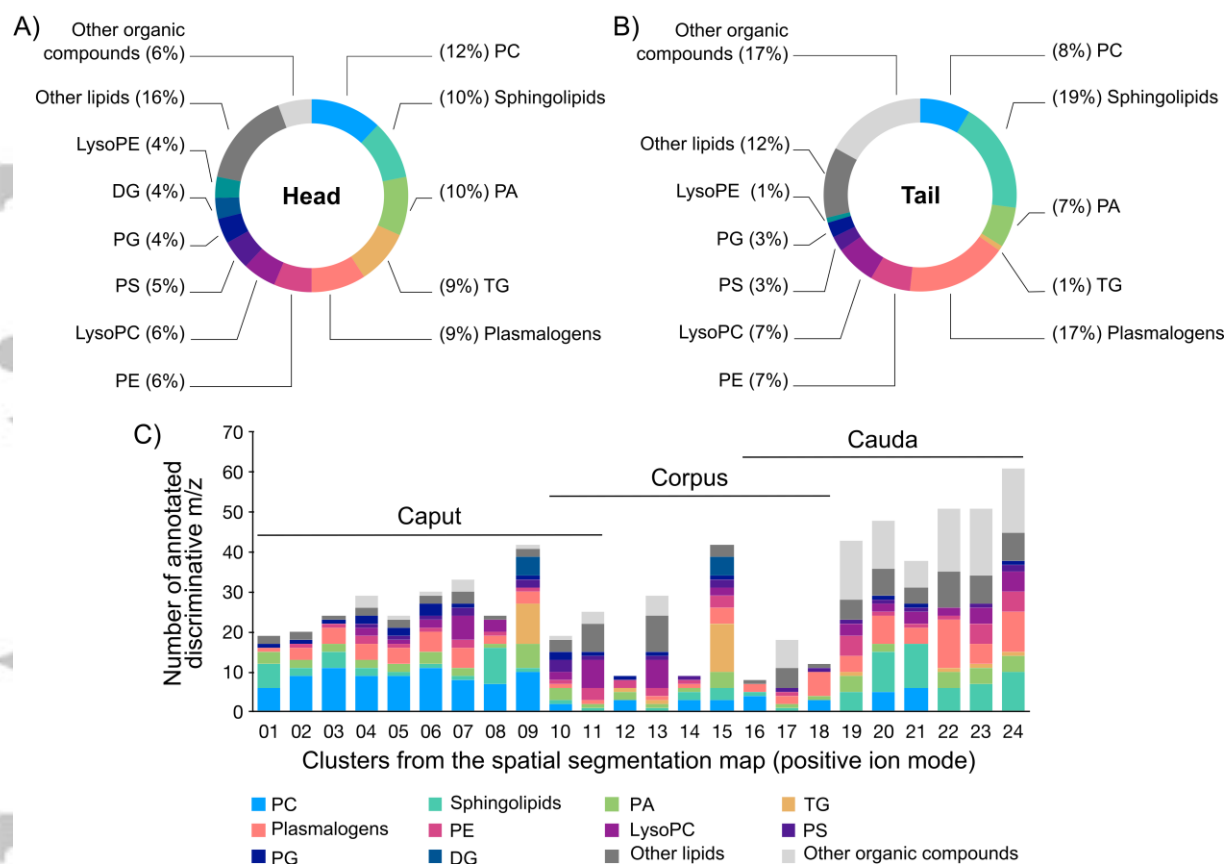 A)
Other organic
compounds (6%)
Other lipids (16%)
LysoPE (4%)
DG (4%)
PG (4%)
PS (5%)
LysoPC (6%)
PE (6%)
(12%) PC
(10%) Sphingolipids
(10%) PA
(9%) TG
(9%) Plasmalogens
Head
B)
Other organic
compounds (17%)
Other lipids (12%)
LysoPE (1%)
PG (3%)
PS (3%)
LysoPC (7%)
PE (7%)
(8%) PC
(19%) Sphingolipids
(7%) PA
(1%) TG
(17%) Plasmalogens
Tail
C)
Number of annotated
discriminative m/z
70
60
50
40
30
20
10
0
Caput
Corpus
Cauda
01 02 03 04 05 06 07 08 09 10 11 12 13 14 15 16 17 18 19 20 21 22 23 24
Clusters from the spatial segmentation map (positive ion mode)
PC Sphingolipids PA TG
Plasmalogens PE LysoPC PS
PG DG Other lipids Other organic compounds